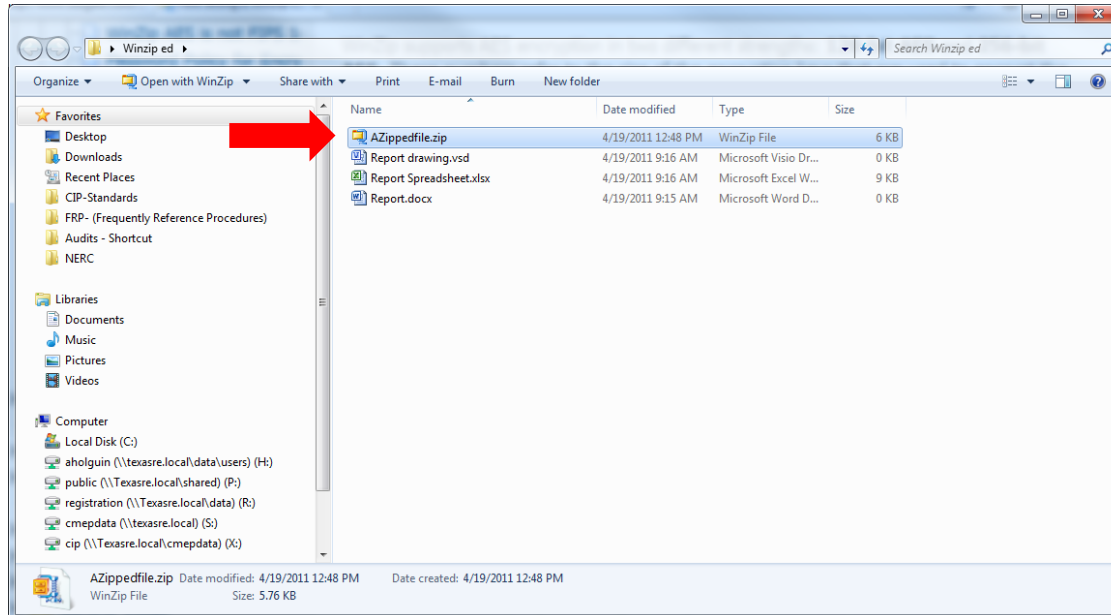 Winzip ed
Search Winzip ed
Organize Open with WinZip Share with Print E-mail Burn New folder
Name Date modified Type Size
AZippedfile.zip 4/19/2011 12:48 PM WinZip File 6 KB
Report drawing.vsd 4/19/2011 9:16 AM Microsoft Visio Dr... 0 KB
Report Spreadsheet.xlsx 4/19/2011 9:16 AM Microsoft Excel W... 9 KB
Report.docx 4/19/2011 9:15 AM Microsoft Word D... 0 KB
Favorites
Desktop
Downloads
Recent Places
CIP-Standards
FRP- (Frequently Reference Procedures)
Audits - Shortcut
NERC
Libraries
Documents
Music
Pictures
Videos
Computer
Local Disk (C:)
aholguin (\\texasre.local\data\users) (H:)
public (\\Texasre.local\shared) (P:)
registration (\\Texasre.local\data) (R:)
cmepdata (\\texasre.local) (S:)
cip (\\Texasre.local\cmepdata) (X:)
AZippedfile.zip Date modified: 4/19/2011 12:48 PM Date created: 4/19/2011 12:48 PM
WinZip File Size: 5.76 KB